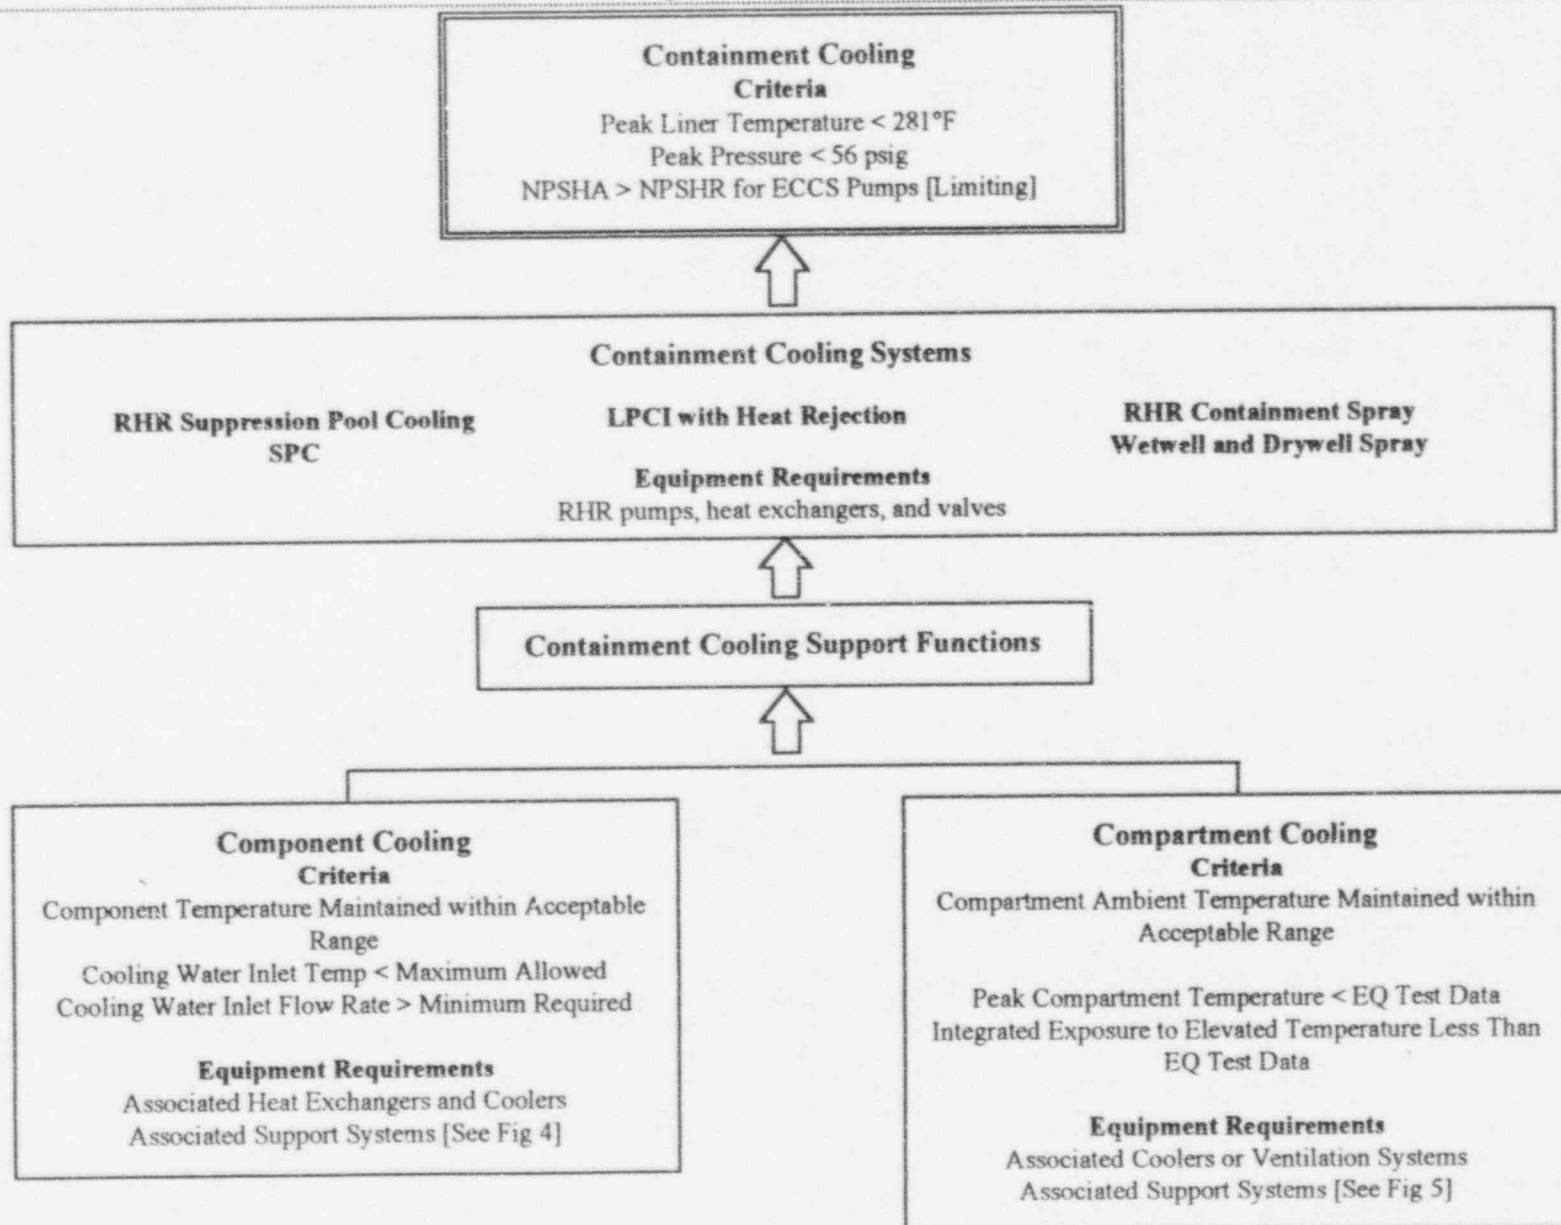 Containment Cooling
Criteria
Peak Liner Temperature < 281°F
Peak Pressure < 56 psig
NPSHA > NPSHR for ECCS Pumps [Limiting]
Containment Cooling Systems
RHR Suppression Pool Cooling
SPC
LPCI with Heat Rejection
RHR Containment Spray
Wetwell and Drywell Spray
Equipment Requirements
RHR pumps, heat exchangers, and valves
Containment Cooling Support Functions
Component Cooling
Criteria
Component Temperature Maintained within Acceptable
Range
Cooling Water Inlet Temp < Maximum Allowed
Cooling Water Inlet Flow Rate > Minimum Required
Equipment Requirements
Associated Heat Exchangers and Coolers
Associated Support Systems [See Fig 4]
Compartment Cooling
Criteria
Compartment Ambient Temperature Maintained within
Acceptable Range
Peak Compartment Temperature < EQ Test Data
Integrated Exposure to Elevated Temperature Less Than
EQ Test Data
Equipment Requirements
Associated Coolers or Ventilation Systems
Associated Support Systems [See Fig 5]